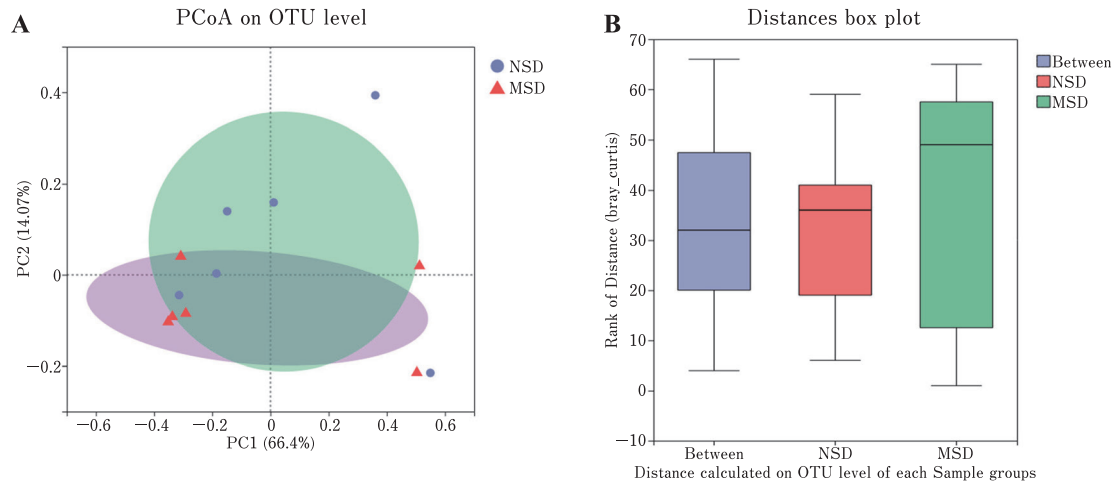 A
PCoA on OTU level
NSD
MSD
0.4
0.2
0
−0.2
PC2 (14.07%)
−0.6
−0.4
−0.2
0
0.2
0.4
0.6
PC1 (66.4%)
B
Distances box plot
Between
NSD
MSD
70
60
50
40
30
20
10
0
−10
Rank of Distance (bray_curtis)
Between
NSD
MSD
Distance calculated on OTU level of each Sample groups